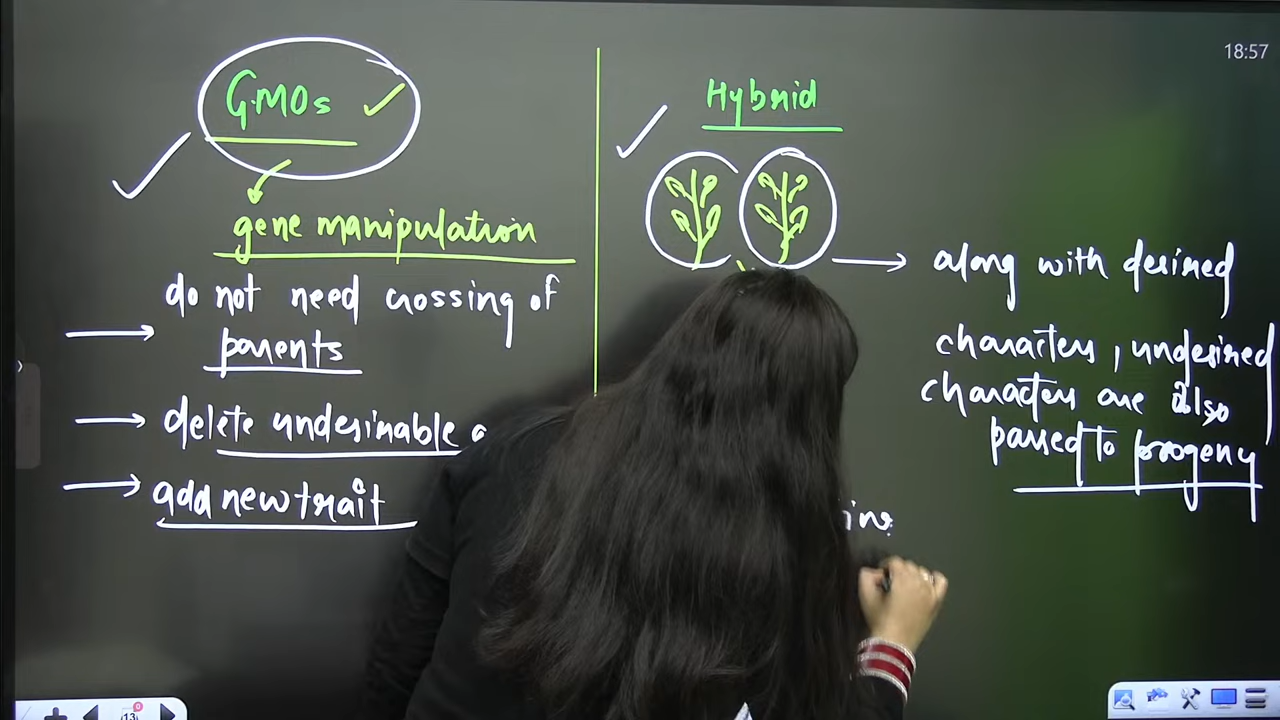 18:57
GMOs
gene manipulation
do not need crossing of
parents
delete undesirable
add new trait
Hybrid
along with desired
characters, undesired
characters are also
passed to progeny
13